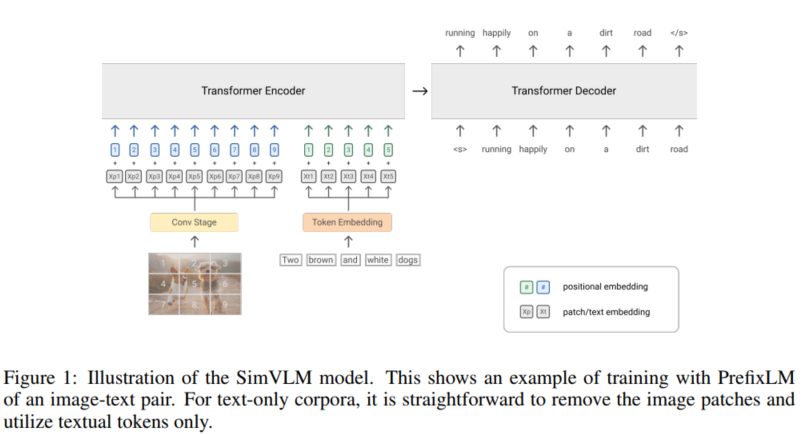 running happily on a dirt road </s>
Transformer Encoder
Transformer Decoder
1 2 3 4 5 6 7 8 9
1 2 3 4 5
+ + + + + + + + +
+ + + + +
<s> running happily on a dirt road
Xp1 Xp2 Xp3 Xp4 Xp5 Xp6 Xp7 Xp8 Xp9
Xt1 Xt2 Xt3 Xt4 Xt5
Conv Stage
Token Embedding
Two brown and white dogs
1 2 3
4 5 6
7 8 9
# # positional embedding
Xp Xt patch/text embedding
Figure 1: Illustration of the SimVLM model. This shows an example of training with PrefixLM
of an image-text pair. For text-only corpora, it is straightforward to remove the image patches and
utilize textual tokens only.